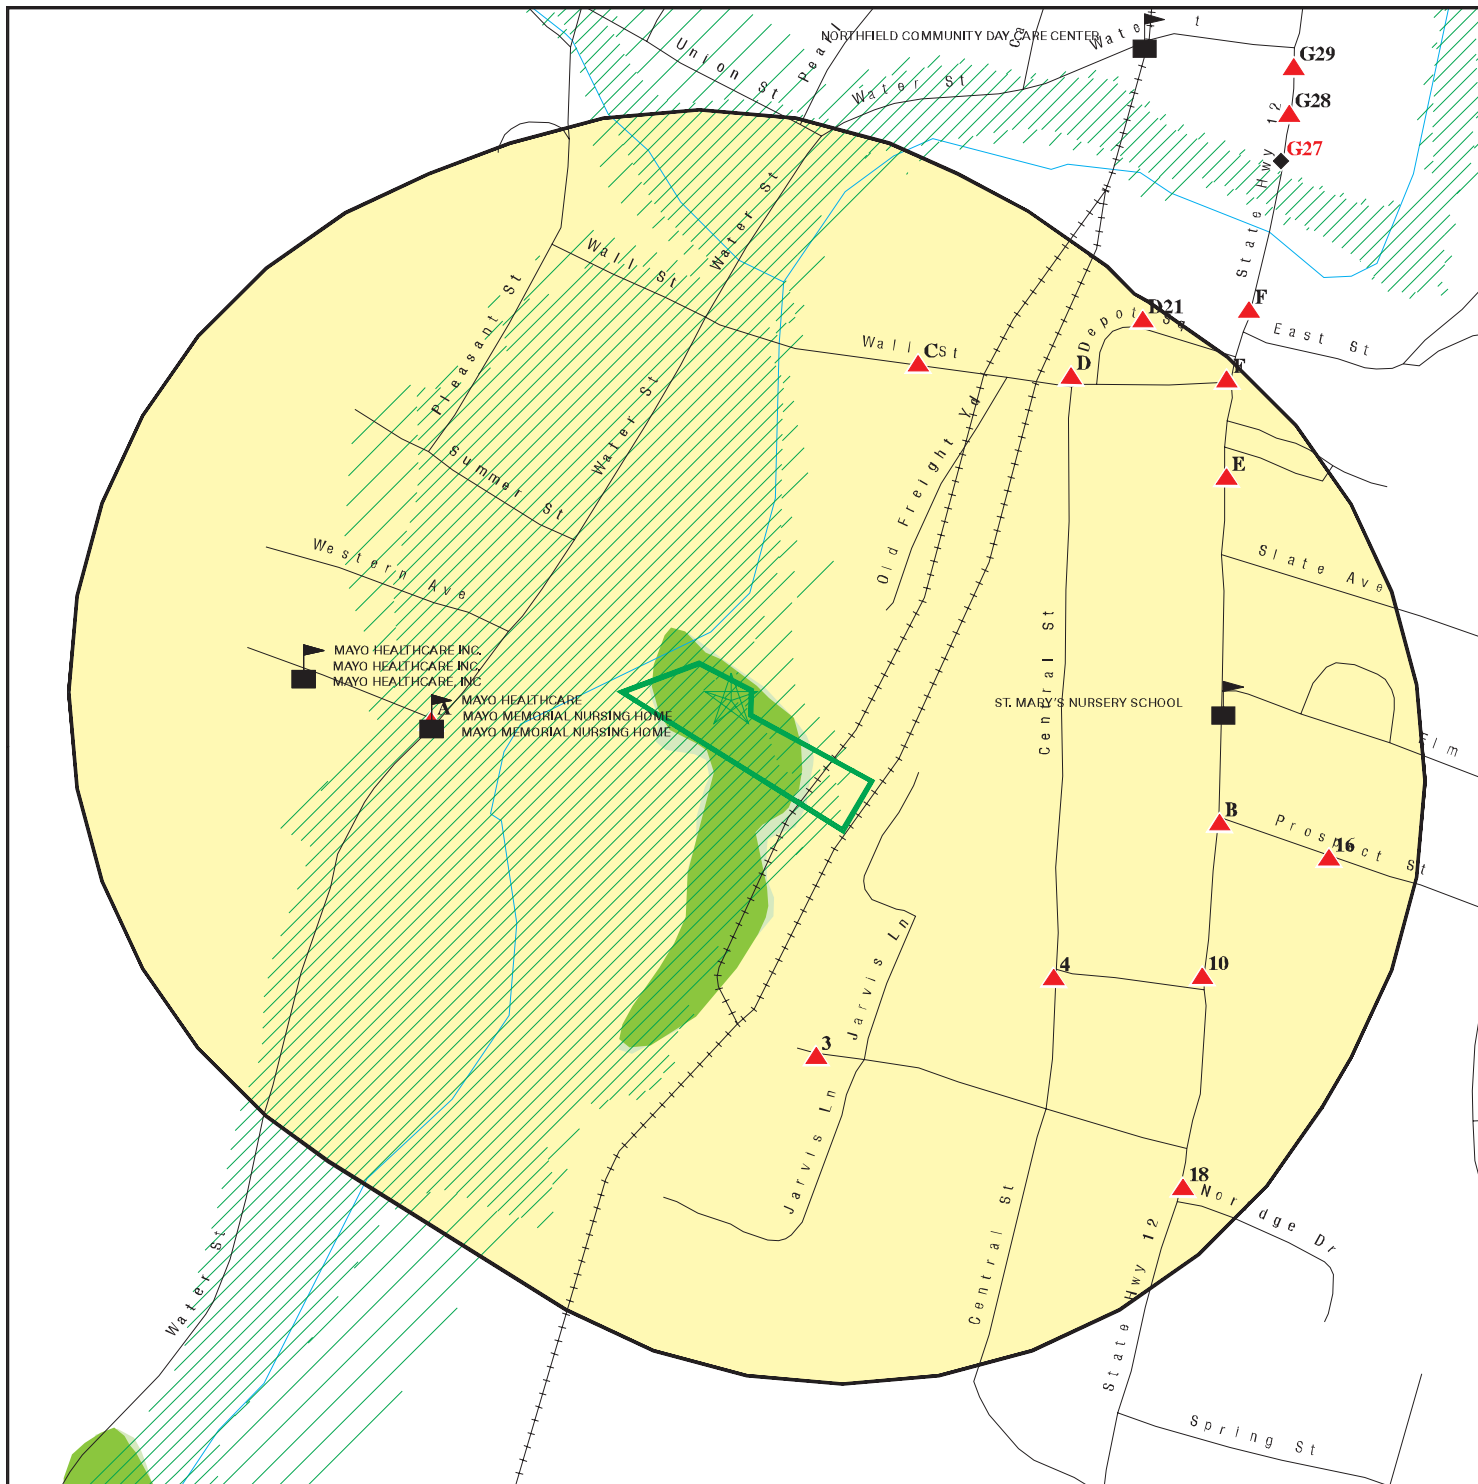 NORTHFIELD COMMUNITY DAY CARE CENTER
Union St
Pearl
Ca
Water St
Water St
G29
G28
G27
State Hwy 12
Water St
Wall St
Pleasant St
F
East St
D21
Depot Sq
Wall St
C
D
F
Water St
Old Freight Yd
E
Summer St
Western Ave
Slate Ave
Central St
MAYO HEALTHCARE INC.
MAYO HEALTHCARE INC.
MAYO HEALTHCARE, INC
A
MAYO HEALTHCARE
MAYO MEMORIAL NURSING HOME
MAYO MEMORIAL NURSING HOME
ST. MARY'S NURSERY SCHOOL
Elm
B
Prospect St
16
Jarvis Ln
4
10
3
Jarvis Ln
18
Norridge Dr
Central St
State Hwy 12
Water St
Spring St